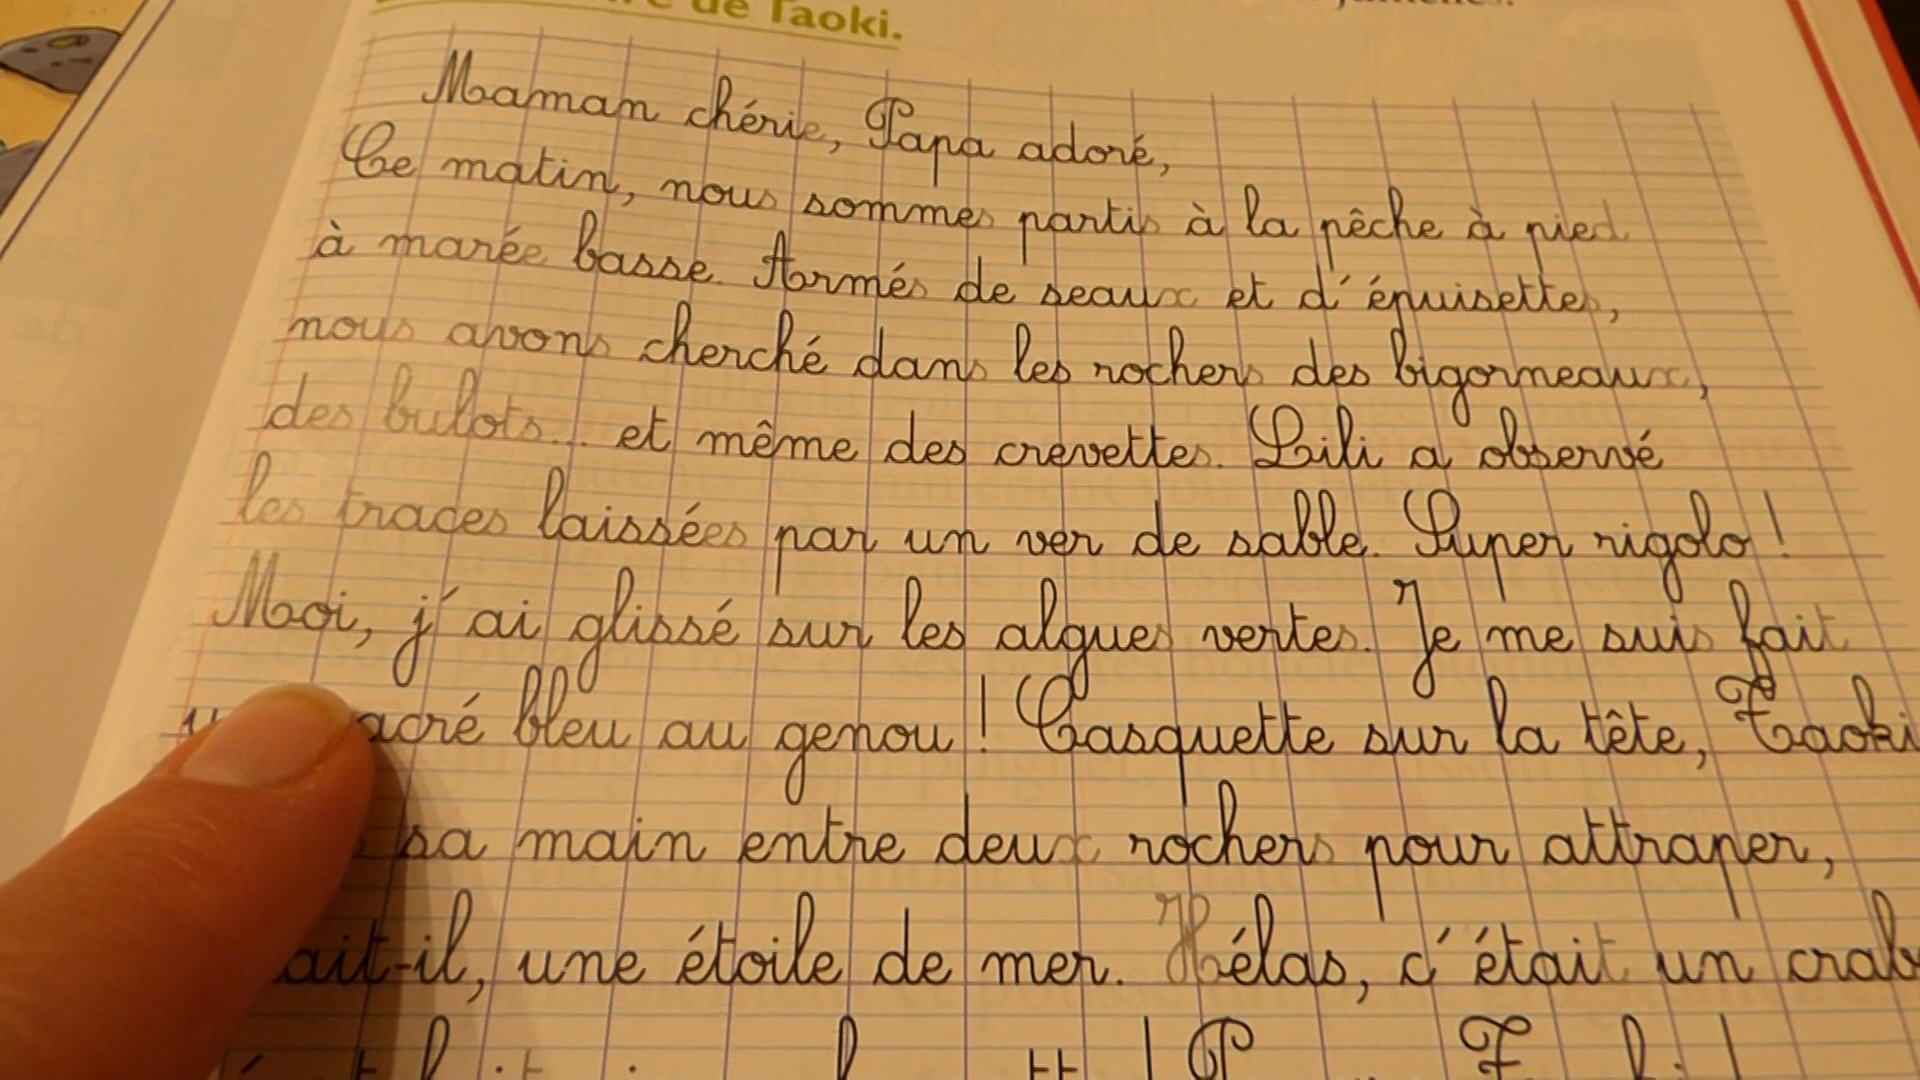 de Taoki.
Maman chérie, Papa adoré,
Ce matin, nous sommes partis à la pêche à pied
à marée basse. Armés de seaux et d'épuisettes,
nous avons cherché dans les rochers des bigorneaux,
des bulots... et même des crevettes. Lili a observé
les traces laissées par un ver de sable. Super rigolo !
Moi, j'ai glissé sur les algues vertes. Je me suis fait
acré bleu au genou ! Casquette sur la tête, Taoki
sa main entre deux rochers pour attraper,
ait-il, une étoile de mer. Hélas, c'était un crab